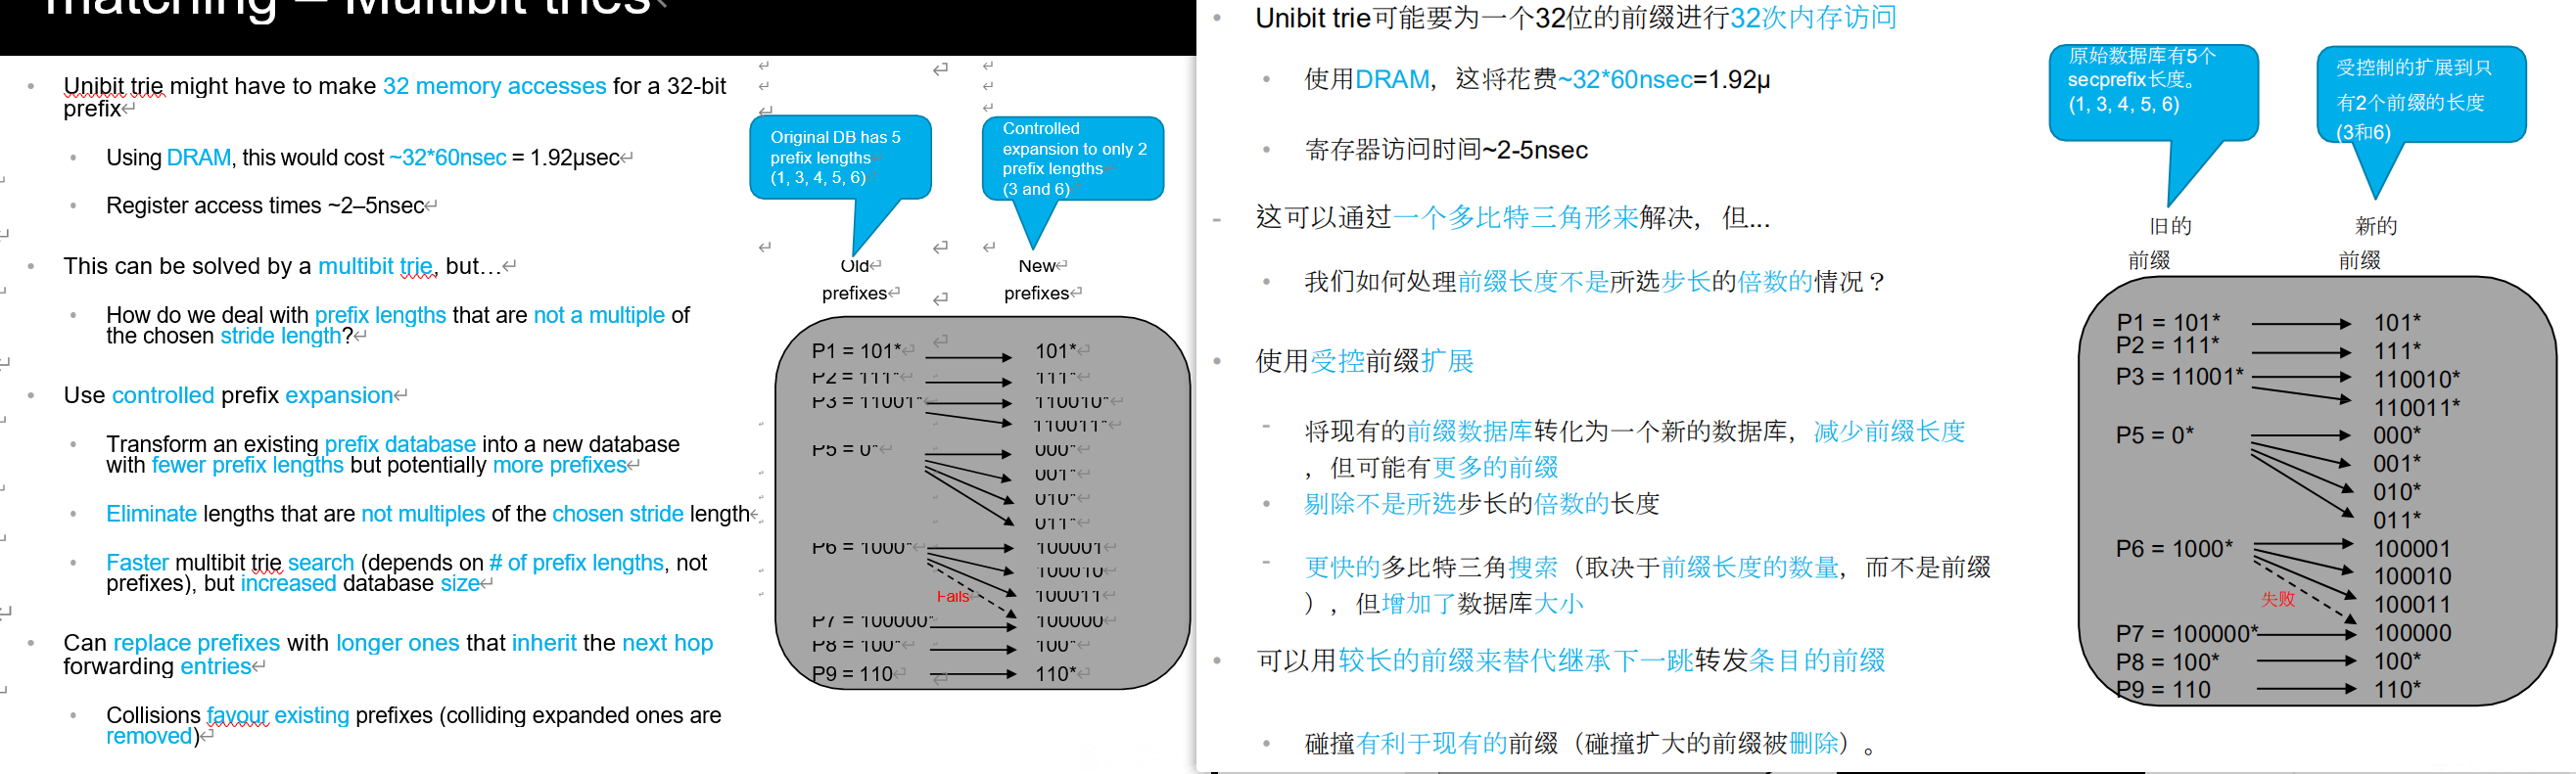 matching – Multibit tries
Unibit trie might have to make 32 memory accesses for a 32-bit
prefix
Using DRAM, this would cost ~32*60nsec = 1.92µsec
Register access times ~2–5nsec
This can be solved by a multibit trie, but…
How do we deal with prefix lengths that are not a multiple of
the chosen stride length?
Use controlled prefix expansion
Transform an existing prefix database into a new database
with fewer prefix lengths but potentially more prefixes
Eliminate lengths that are not multiples of the chosen stride length
Faster multibit trie search (depends on # of prefix lengths, not
prefixes), but increased database size
Can replace prefixes with longer ones that inherit the next hop
forwarding entries
Collisions favour existing prefixes (colliding expanded ones are
removed)
Original DB has 5
prefix lengths
(1, 3, 4, 5, 6)
Controlled
expansion to only 2
prefix lengths
(3 and 6)
Old
prefixes
New
prefixes
P1 = 101* 101*
P2 = 111* 111*
P3 = 11001* 110010*
110011*
P5 = 0* 000*
001*
010*
011*
P6 = 1000* 100001
100010
100011
Fails
P7 = 100000* 100000
P8 = 100* 100*
P9 = 110 110*
Unibit trie可能要为一个32位的前缀进行32次内存访问
使用DRAM，这将花费~32*60nsec=1.92µ
寄存器访问时间~2-5nsec
这可以通过一个多比特三角形来解决，但...
我们如何处理前缀长度不是所选步长的倍数的情况？
使用受控前缀扩展
将现有的前缀数据库转化为一个新的数据库，减少前缀长度
，但可能有更多的前缀
剔除不是所选步长的倍数的长度
更快的多比特三角搜索（取决于前缀长度的数量，而不是前缀
），但增加了数据库大小
可以用较长的前缀来替代继承下一跳转发条目的前缀
碰撞有利于现有的前缀（碰撞扩大的前缀被删除）。
原始数据库有5个
secprefix长度。
(1, 3, 4, 5, 6)
受控制的扩展到只
有2个前缀的长度
(3和6)
旧的
前缀
新的
前缀
P1 = 101* 101*
P2 = 111* 111*
P3 = 11001* 110010*
110011*
P5 = 0* 000*
001*
010*
011*
P6 = 1000* 100001
100010
失败 100011
P7 = 100000* 100000
P8 = 100* 100*
P9 = 110 110*